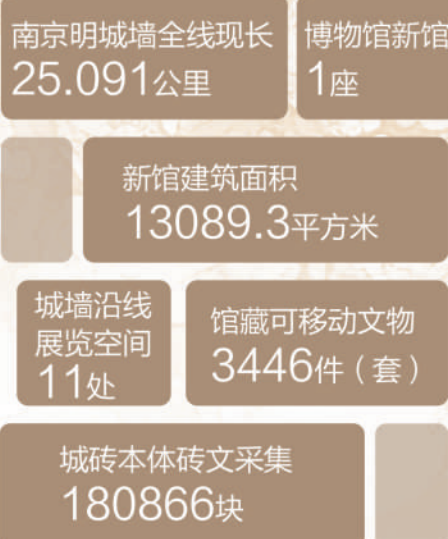 南京明城墙全线现长
25.091公里
博物馆新馆
1座
新馆建筑面积
13089.3平方米
城墙沿线
展览空间
11处
馆藏可移动文物
3446件（套）
城砖本体砖文采集
180866块